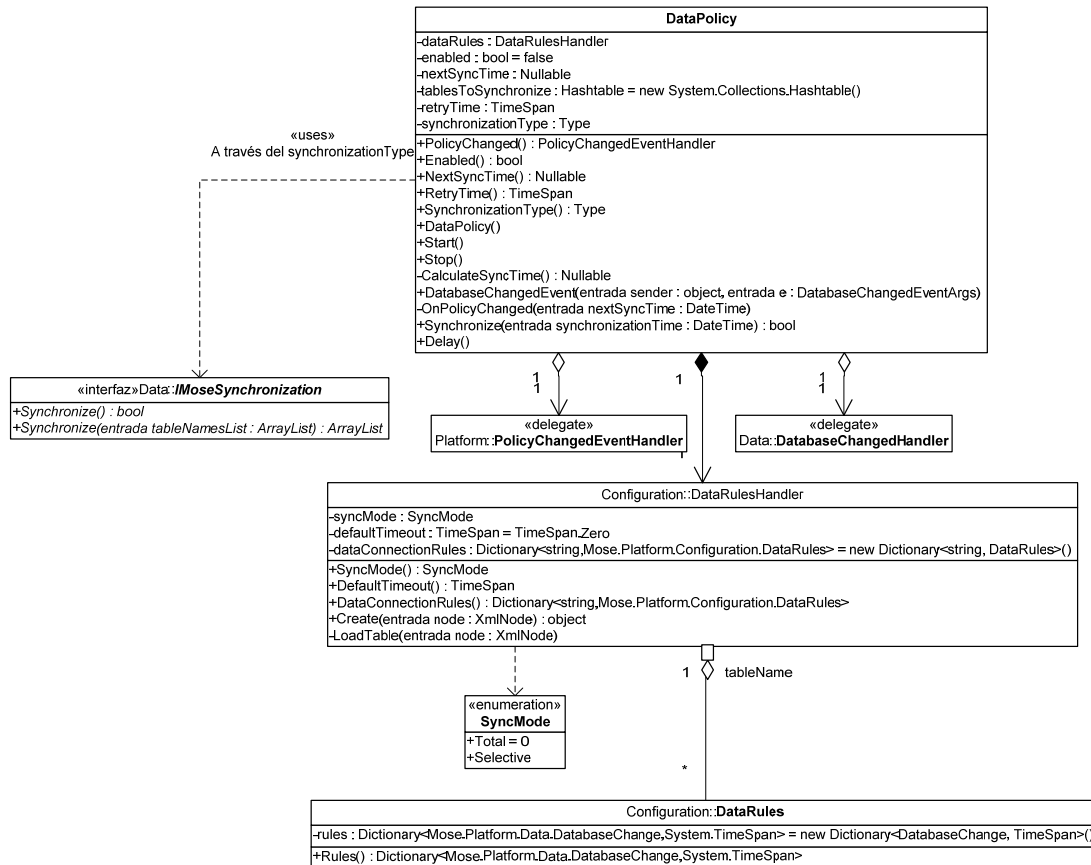 DataPolicy
-dataRules : DataRulesHandler
-enabled : bool = false
-nextSyncTime : Nullable
-tablesToSynchronize : Hashtable = new System.Collections.Hashtable()
-retryTime : TimeSpan
-synchronizationType : Type
+PolicyChanged() : PolicyChangedEventHandler
+Enabled() : bool
+NextSyncTime() : Nullable
+RetryTime() : TimeSpan
+SynchronizationType() : Type
+DataPolicy()
+Start()
+Stop()
-CalculateSyncTime() : Nullable
+DatabaseChangedEvent(entrada sender : object, entrada e : DatabaseChangedEventArgs)
-OnPolicyChanged(entrada nextSyncTime : DateTime)
+Synchronize(entrada synchronizationTime : DateTime) : bool
+Delay()
«uses»
A través del synchronizationType
«interfaz»Data::IMoseSynchronization
+Synchronize() : bool
+Synchronize(entrada tableNamesList : ArrayList) : ArrayList
1
1
1
1
1
«delegate»
Platform::PolicyChangedEventHandler
«delegate»
Data::DatabaseChangedHandler
1
Configuration::DataRulesHandler
-syncMode : SyncMode
-defaultTimeout : TimeSpan = TimeSpan.Zero
-dataConnectionRules : Dictionary<string,Mose.Platform.Configuration.DataRules> = new Dictionary<string, DataRules>()
+SyncMode() : SyncMode
+DefaultTimeout() : TimeSpan
+DataConnectionRules() : Dictionary<string,Mose.Platform.Configuration.DataRules>
+Create(entrada node : XmlNode) : object
-LoadTable(entrada node : XmlNode)
1
tableName
«enumeration»
SyncMode
+Total = 0
+Selective
*
Configuration::DataRules
-rules : Dictionary<Mose.Platform.Data.DatabaseChange,System.TimeSpan> = new Dictionary<DatabaseChange, TimeSpan>()
+Rules() : Dictionary<Mose.Platform.Data.DatabaseChange,System.TimeSpan>